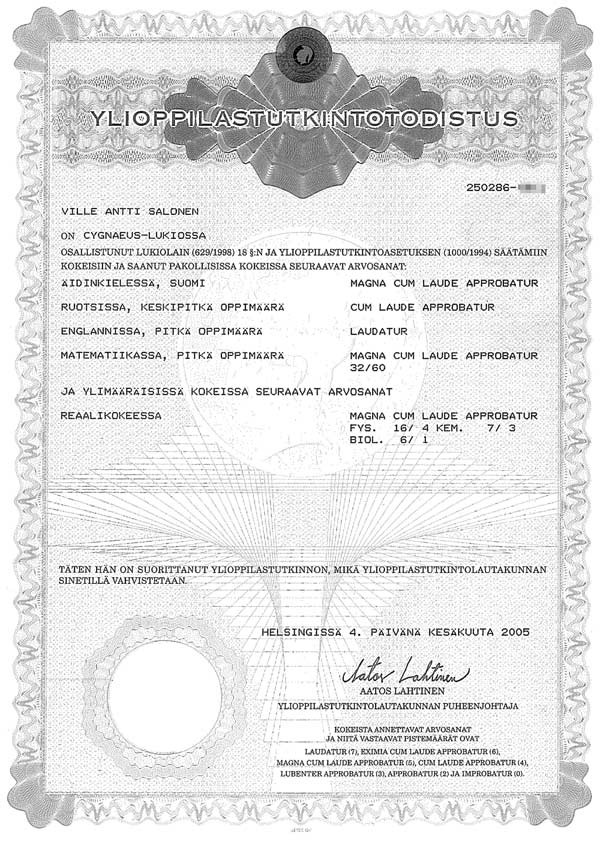 YLIOPPILASTUTKINTOTODISTUS
250286-
VILLE ANTTI SALONEN
ON CYGNAEUS-LUKIOSSA
OSALLISTUNUT LUKIOLAIN (629/1998) 18 §:N JA YLIOPPILASTUTKINTOASETUKSEN (1000/1994) SÄÄTÄMIIN
KOKEISIIN JA SAANUT PAKOLLISISSA KOKEISSA SEURAAVAT ARVOSANAT:
ÄIDINKIELESSÄ, SUOMI MAGNA CUM LAUDE APPROBATUR
RUOTSISSA, KESKIPITKÄ OPPIMÄÄRÄ CUM LAUDE APPROBATUR
ENGLANNISSA, PITKÄ OPPIMÄÄRÄ LAUDATUR
MATEMATIIKASSA, PITKÄ OPPIMÄÄRÄ MAGNA CUM LAUDE APPROBATUR
32/60
JA YLIMÄÄRÄISISSÄ KOKEISSA SEURAAVAT ARVOSANAT
REAALIKOKEESSA MAGNA CUM LAUDE APPROBATUR
FYS. 16/ 4 KEM. 7/ 3
BIOL. 6/ 1
TÄTEN HÄN ON SUORITTANUT YLIOPPILASTUTKINNON, MIKÄ YLIOPPILASTUTKINTOLAUTAKUNNAN
SINETILLÄ VAHVISTETAAN.
HELSINGISSÄ 4. PÄIVÄNÄ KESÄKUUTA 2005
Aatos Lahtinen
AATOS LAHTINEN
YLIOPPILASTUTKINTOLAUTAKUNNAN PUHEENJOHTAJA
KOKEISTA ANNETTAVAT ARVOSANAT
JA NIITÄ VASTAAVAT PISTEMÄÄRÄT OVAT
LAUDATUR (7), EXIMIA CUM LAUDE APPROBATUR (6),
MAGNA CUM LAUDE APPROBATUR (5), CUM LAUDE APPROBATUR (4),
LUBENTER APPROBATUR (3), APPROBATUR (2) JA IMPROBATUR (0).